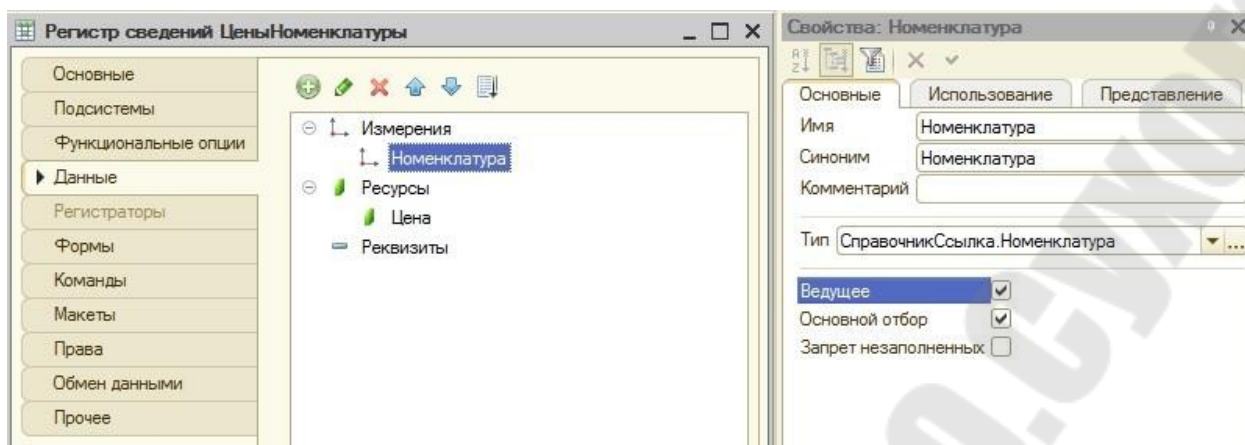 Регистр сведений ЦеныНоменклатуры
Основные
Подсистемы
Функциональные опции
Данные
Регистраторы
Формы
Команды
Макеты
Права
Обмен данными
Прочее
Измерения
Номенклатура
Ресурсы
Цена
Реквизиты
Свойства: Номенклатура
Основные Использование Представление
Имя Номенклатура
Синоним Номенклатура
Комментарий
Тип СправочникСсылка.Номенклатура
Ведущее
Основной отбор
Запрет незаполненных